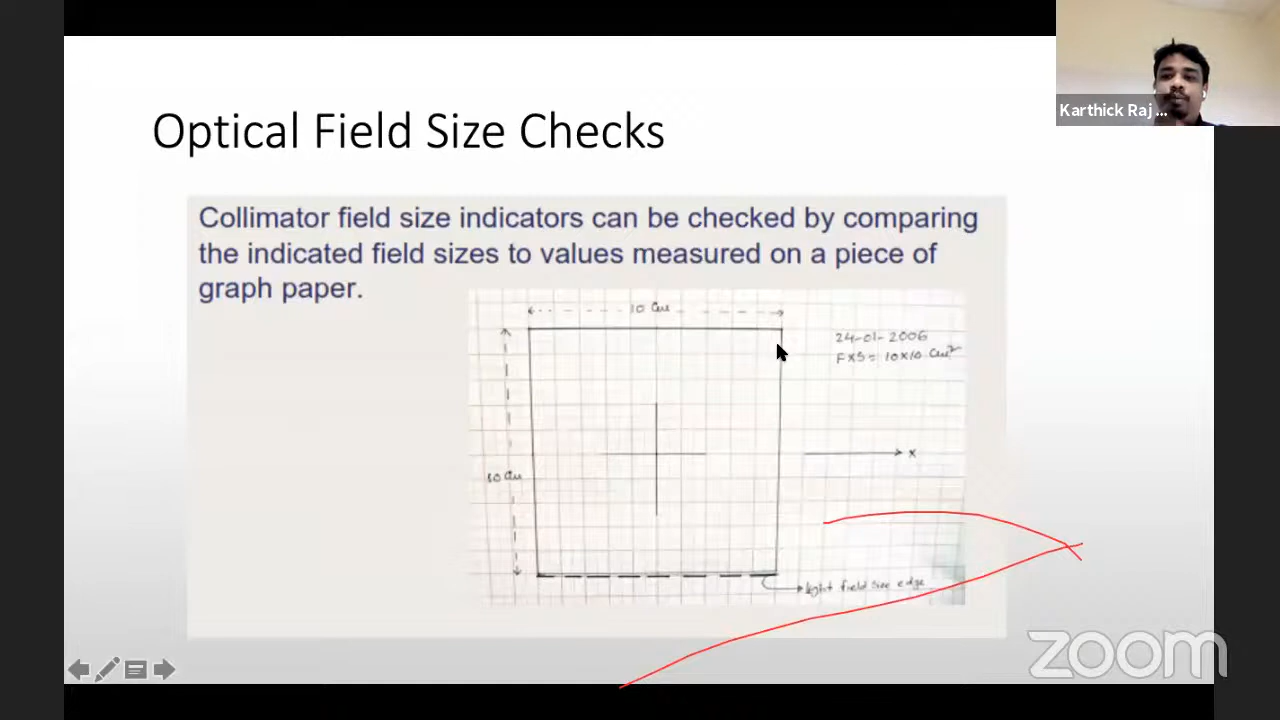 Karthick Raj ...
Optical Field Size Checks
Collimator field size indicators can be checked by comparing
the indicated field sizes to values measured on a piece of
graph paper.
10 Cm
24-01-2006
F X S = 10X10 Cm²
x
10 Cm
light field size edge
zoom